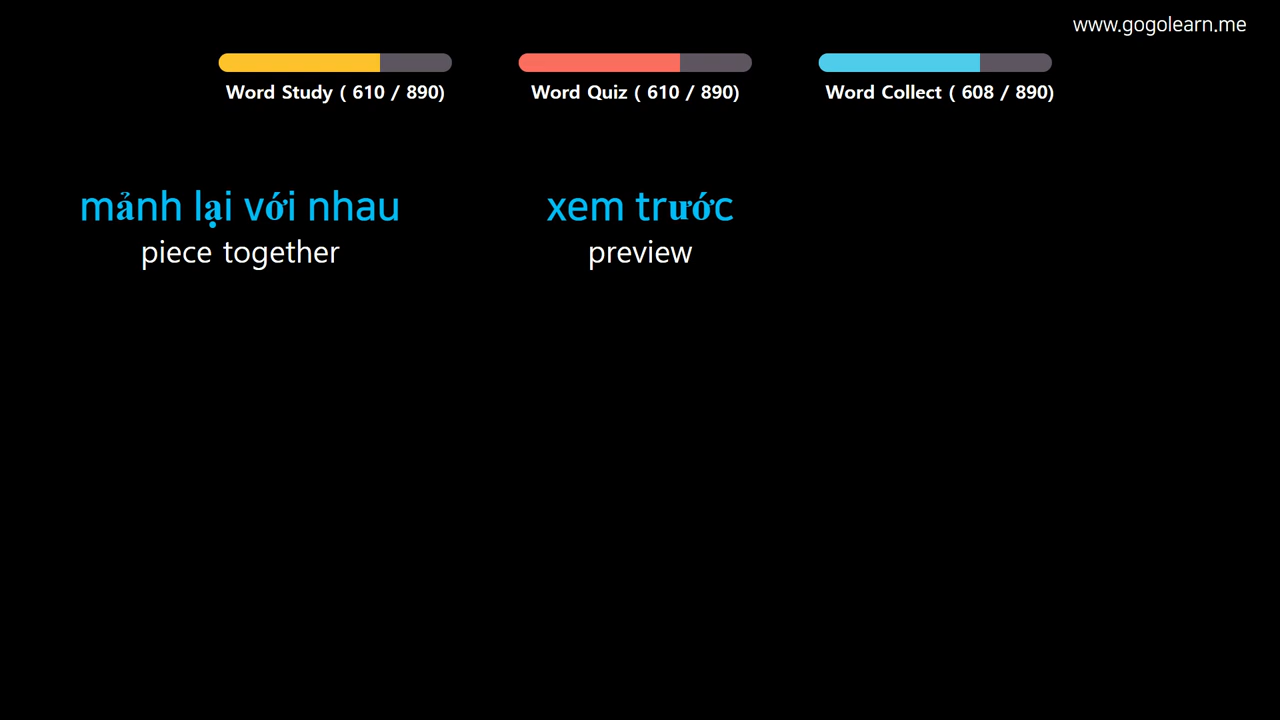 www.gogolearn.me
Word Study ( 610 / 890)
Word Quiz ( 610 / 890)
Word Collect ( 608 / 890)
mảnh lại với nhau
piece together
xem trước
preview